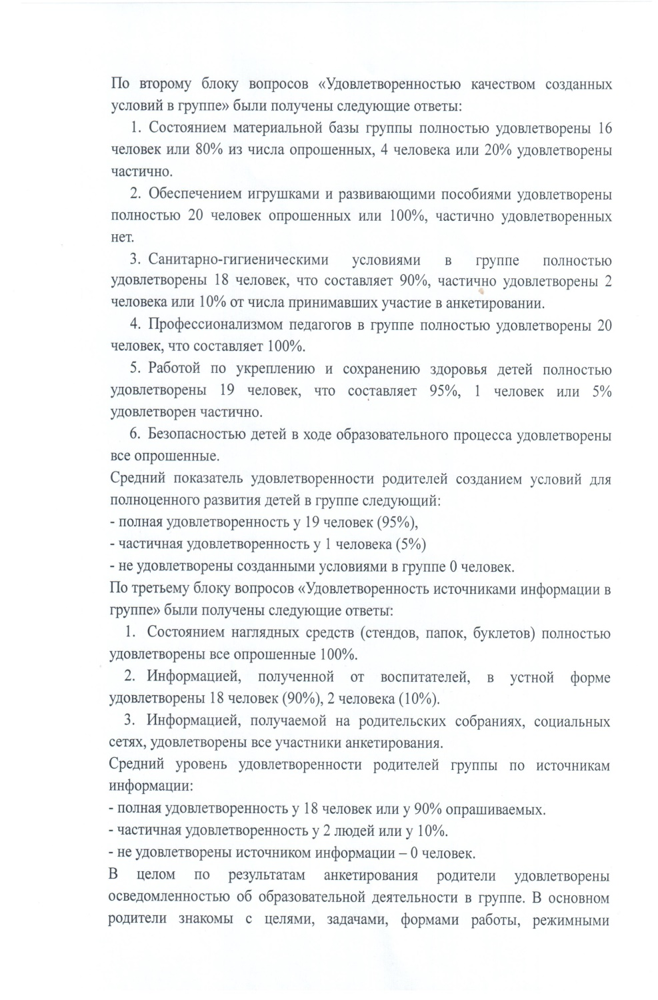 По второму блоку вопросов «Удовлетворенностью качеством созданных
условий в группе» были получены следующие ответы:
1. Состоянием материальной базы группы полностью удовлетворены 16
человек или 80% из числа опрошенных, 4 человека или 20% удовлетворены
частично.
2. Обеспечением игрушками и развивающими пособиями удовлетворены
полностью 20 человек опрошенных или 100%, частично удовлетворенных
нет.
3. Санитарно-гигиеническими условиями в группе полностью
удовлетворены 18 человек, что составляет 90%, частично удовлетворены 2
человека или 10% от числа принимавших участие в анкетировании.
4. Профессионализмом педагогов в группе полностью удовлетворены 20
человек, что составляет 100%.
5. Работой по укреплению и сохранению здоровья детей полностью
удовлетворены 19 человек, что составляет 95%, 1 человек или 5%
удовлетворен частично.
6. Безопасностью детей в ходе образовательного процесса удовлетворены
все опрошенные.
Средний показатель удовлетворенности родителей созданием условий для
полноценного развития детей в группе следующий:
- полная удовлетворенность у 19 человек (95%),
- частичная удовлетворенность у 1 человека (5%)
- не удовлетворены созданными условиями в группе 0 человек.
По третьему блоку вопросов «Удовлетворенность источниками информации в
группе» были получены следующие ответы:
1. Состоянием наглядных средств (стендов, папок, буклетов) полностью
удовлетворены все опрошенные 100%.
2. Информацией, полученной от воспитателей, в устной форме
удовлетворены 18 человек (90%), 2 человека (10%).
3. Информацией, получаемой на родительских собраниях, социальных
сетях, удовлетворены все участники анкетирования.
Средний уровень удовлетворенности родителей группы по источникам
информации:
- полная удовлетворенность у 18 человек или у 90% опрашиваемых.
- частичная удовлетворенность у 2 людей или у 10%.
- не удовлетворены источником информации – 0 человек.
В целом по результатам анкетирования родители удовлетворены
осведомленностью об образовательной деятельности в группе. В основном
родители знакомы с целями, задачами, формами работы, режимными